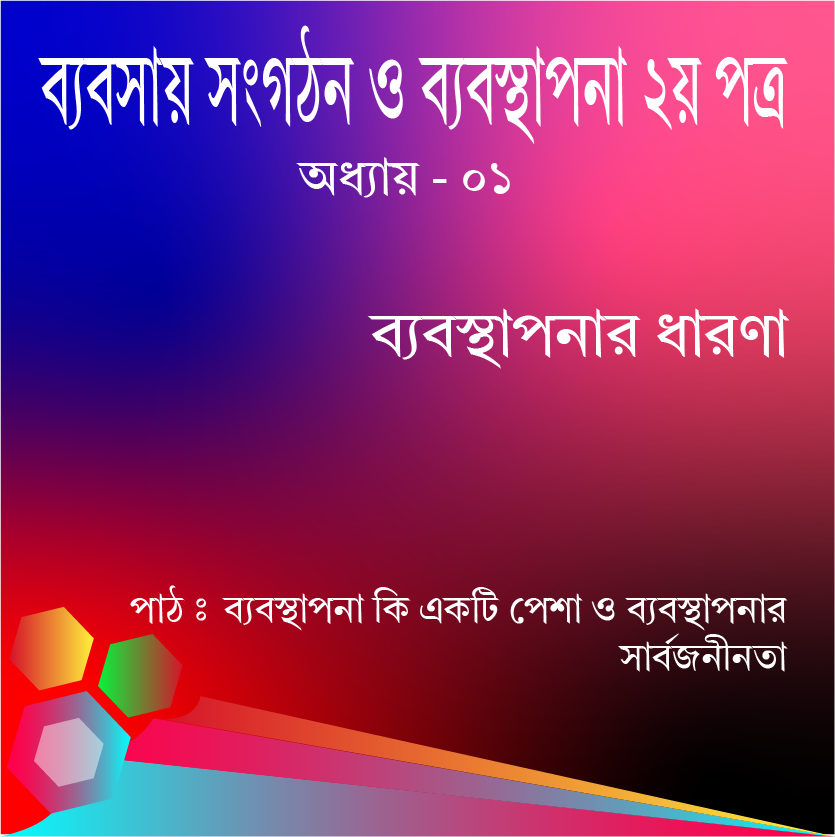 ব্যবসায় সংগঠন ও ব্যবস্থাপনা ২য় পত্র
অধ্যায় - ০১
ব্যবস্থাপনার ধারণা
পাঠ ঃ ব্যবস্থাপনা কি একটি পেশা ও ব্যবস্থাপনার
সার্বজনীনতা